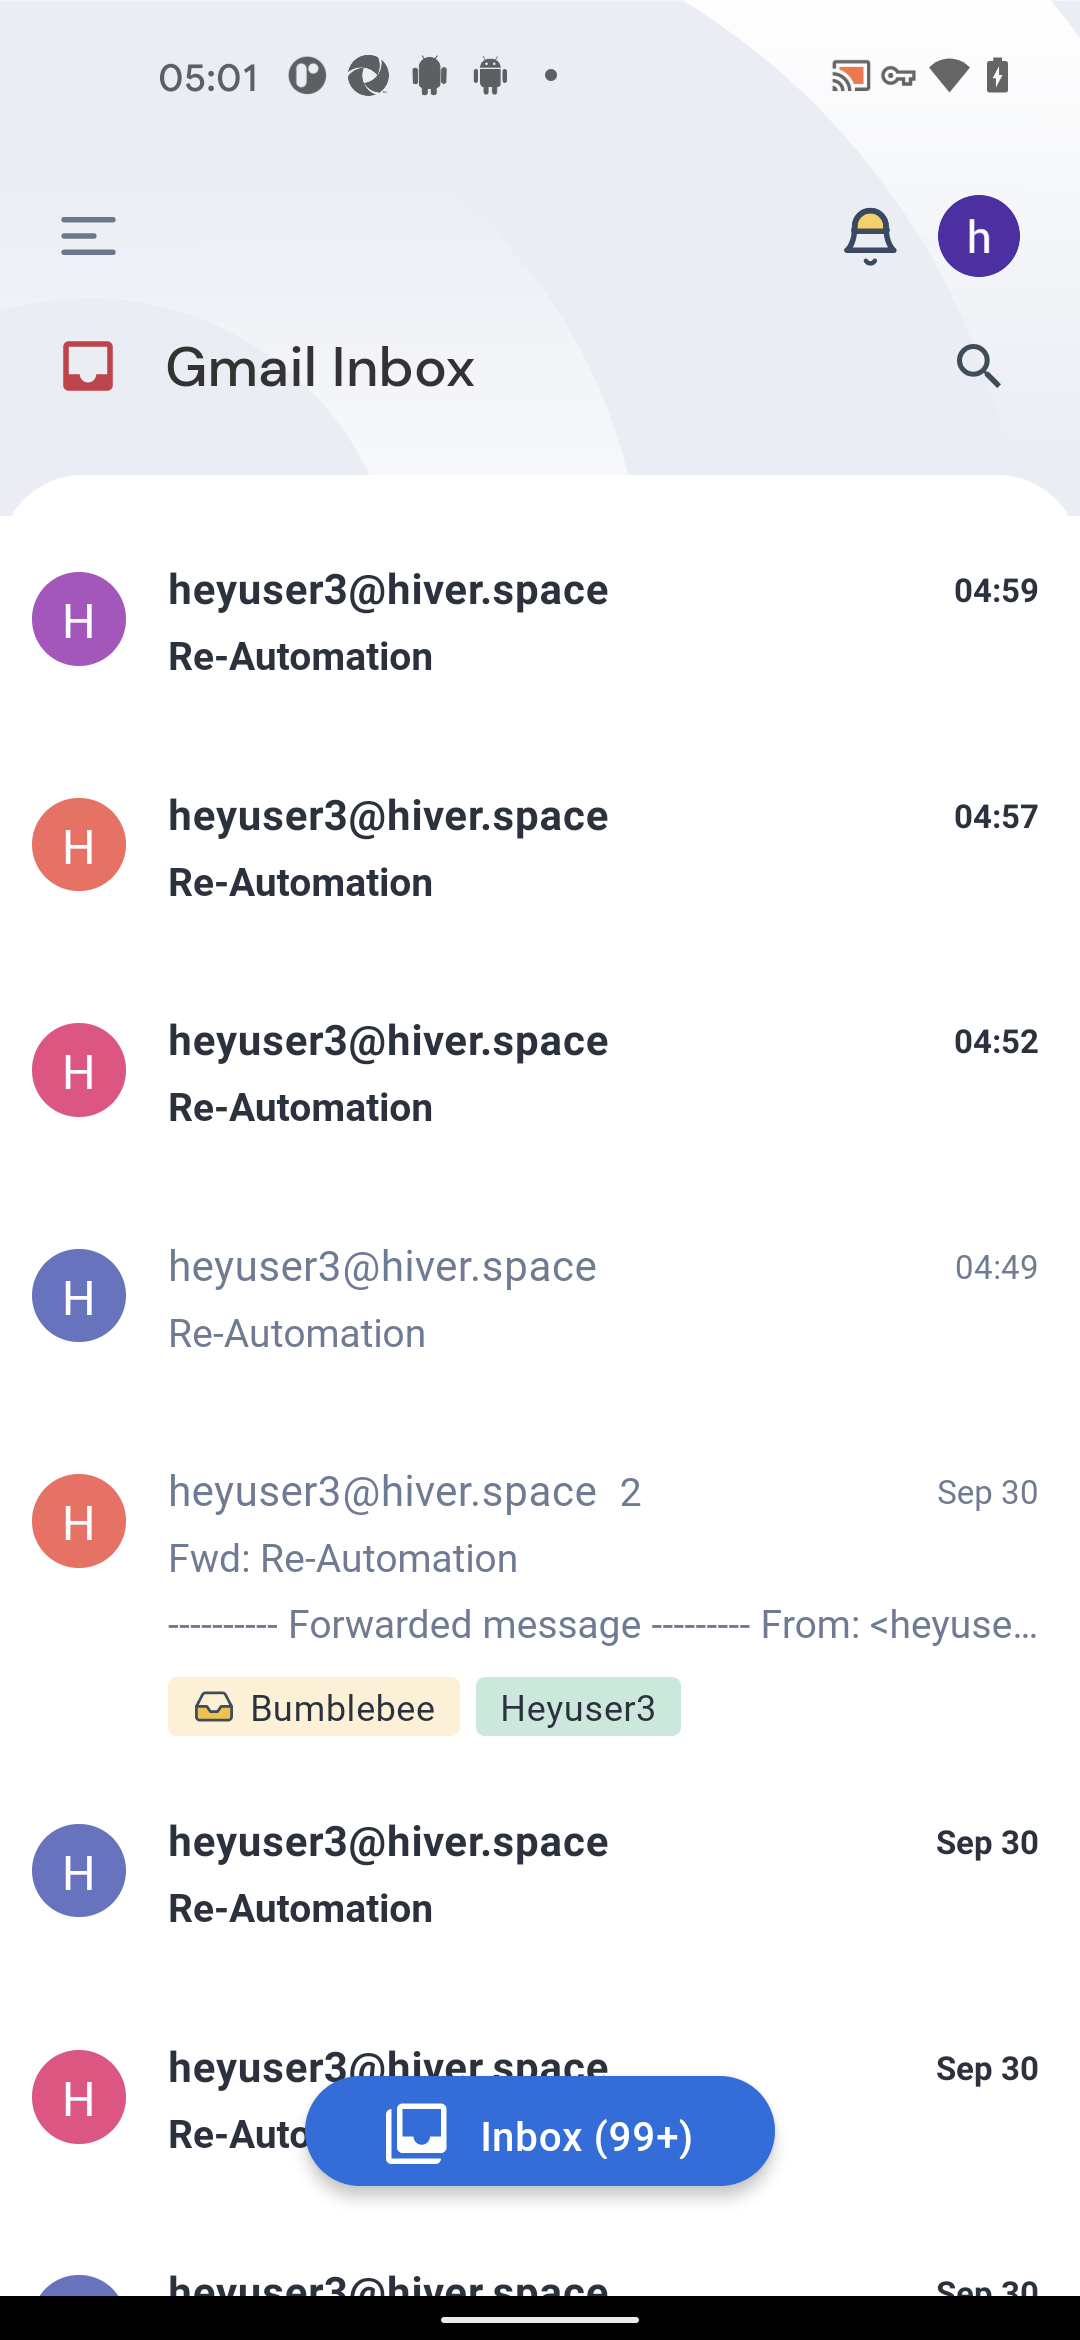 05:01
h
Gmail Inbox
H
heyuser3@hiver.space
04:59
Re-Automation
H
heyuser3@hiver.space
04:57
Re-Automation
H
heyuser3@hiver.space
04:52
Re-Automation
H
heyuser3@hiver.space
04:49
Re-Automation
H
heyuser3@hiver.space 2
Sep 30
Fwd: Re-Automation
---------- Forwarded message --------- From: <heyuse…
Bumblebee
Heyuser3
H
heyuser3@hiver.space
Sep 30
Re-Automation
H
heyuser3@hiver.space
Sep 30
Re-Auto
Inbox (99+)
heyuser3@hiver.space
Sep 30